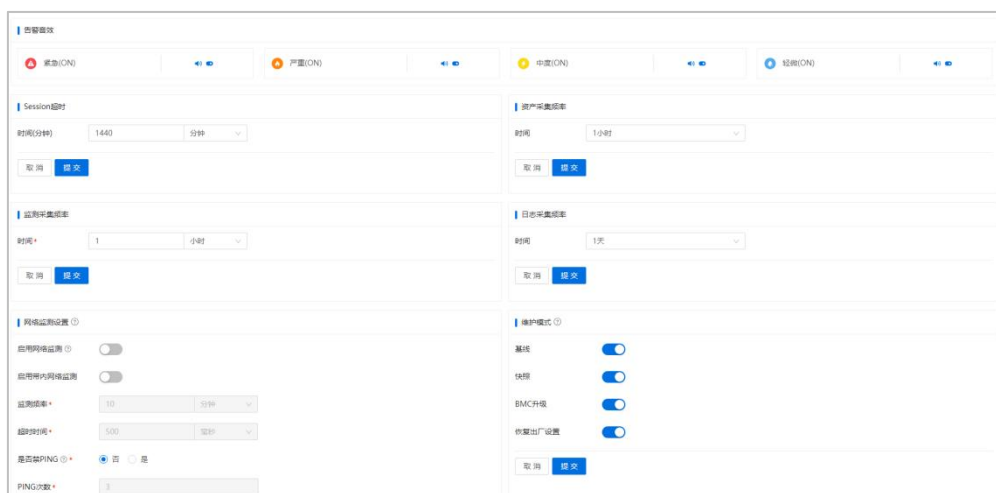 告警音效
紧急(ON) 严重(ON) 中度(ON) 轻微(ON)
Session超时
时间(分钟) 1440 分钟
取 消 提 交
资产采集频率
时间 1小时
取 消 提 交
监测采集频率
时间* 1 小时
取 消 提 交
日志采集频率
时间 1天
取 消 提 交
网络监测设置
启用网络监测
启用带内网络监测
监测频率* 10 分钟
超时时间* 500 毫秒
是否禁PING * 否 是
PING次数* 3
维护模式
基线
快照
BMC升级
恢复出厂设置
取 消 提 交